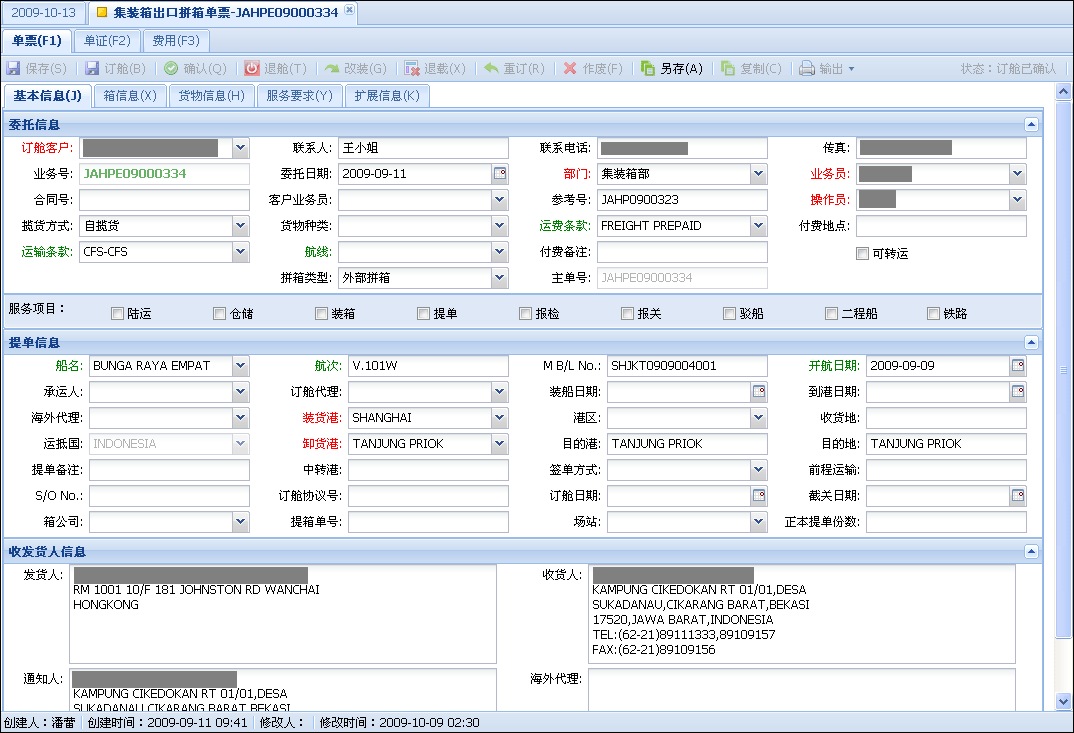 2009-10-13 集装箱出口拼箱单票-JAHPE09000334
单票(F1) 单证(F2) 费用(F3)
保存(S) 订舱(B) 确认(Q) 退舱(T) 改装(G) 退载(X) 重订(R) 作废(F) 另存(A) 复制(C) 输出 状态：订舱已确认
基本信息(J) 箱信息(X) 货物信息(H) 服务要求(Y) 扩展信息(K)
委托信息
订舱客户: 联系人: 王小姐 联系电话: 传真:
业务号: JAHPE09000334 委托日期: 2009-09-11 部门: 集装箱部 业务员:
合同号: 客户业务员: 参考号: JAHP0900323 操作员:
揽货方式: 自揽货 货物种类: 运费条款: FREIGHT PREPAID 付费地点:
运输条款: CFS-CFS 航线: 付费备注: 可转运
拼箱类型: 外部拼箱 主单号: JAHPE09000334
服务项目： 陆运 仓储 装箱 提单 报检 报关 驳船 二程船 铁路
提单信息
船名: BUNGA RAYA EMPAT 航次: V.101W M B/L No.: SHJKT0909004001 开航日期: 2009-09-09
承运人: 订舱代理: 装船日期: 到港日期:
海外代理: 装货港: SHANGHAI 港区: 收货地:
运抵国: INDONESIA 卸货港: TANJUNG PRIOK 目的港: TANJUNG PRIOK 目的地: TANJUNG PRIOK
提单备注: 中转港: 签单方式: 前程运输:
S/O No.: 订舱协议号: 订舱日期: 截关日期:
箱公司: 提箱单号: 场站: 正本提单份数:
收发货人信息
发货人:
RM 1001 10/F 181 JOHNSTON RD WANCHAI
HONGKONG
收货人:
KAMPUNG CIKEDOKAN RT 01/01,DESA
SUKADANAU,CIKARANG BARAT,BEKASI
17520,JAWA BARAT,INDONESIA
TEL:(62-21)89111333,89109157
FAX:(62-21)89109156
通知人:
KAMPUNG CIKEDOKAN RT 01/01,DESA
SUKADANAU,CIKARANG BARAT,BEKASI
海外代理:
创建人：潘蕾 创建时间：2009-09-11 09:41 修改人： 修改时间：2009-10-09 02:30